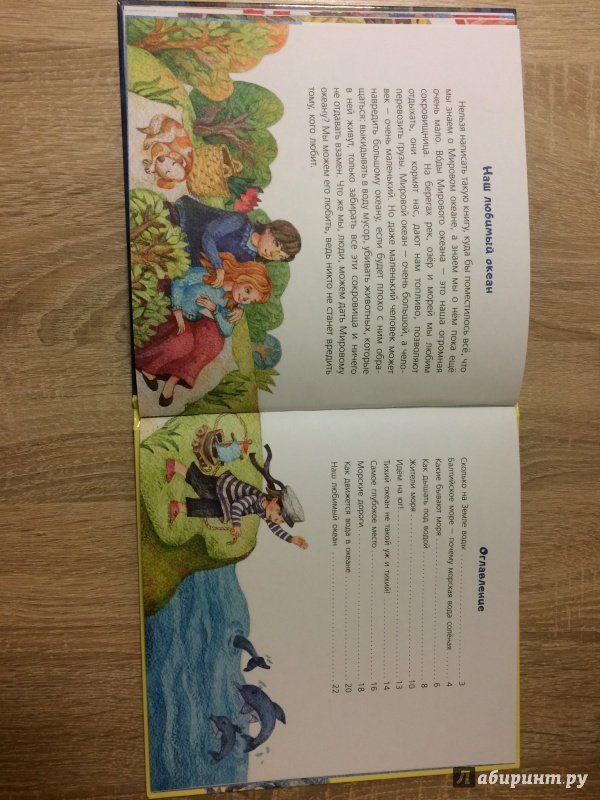 Наш любимый океан
Нельзя написать такую книгу, куда бы поместилось всё, что
мы знаем о Мировом океане, а знаем мы о нём пока ещё
очень мало. Во́ды Мирового океана — это наша огромная
сокровищница. На берегах рек, озёр и морей мы любим
отдыхать, они кормят нас, дают нам топливо, позволяют
перевозить грузы. Мировой океан — очень большой, а чело-
век — очень маленький. Но даже маленький человек может
навредить большому океану, если будет плохо с ним обра-
щаться: выкидывать в воду мусор, убивать животных, которые
в ней живут, только забирать все эти сокровища и ничего
не отдавать взамен. Что же мы, люди, можем дать Мировому
океану? Мы можем его любить, ведь никто не станет вредить
тому, кого любит.
Оглавление
Сколько на Земле воды 3
Балтийское море — почему морская вода солёная 4
Какие бывают моря 6
Как дышать под водой 8
Жители моря 10
Идём на юг! 13
Тихий океан не такой уж и тихий! 14
Самое глубокое место 16
Морские дороги 18
Как движется вода в океане 20
Наш любимый океан 22
Лабиринт.ру